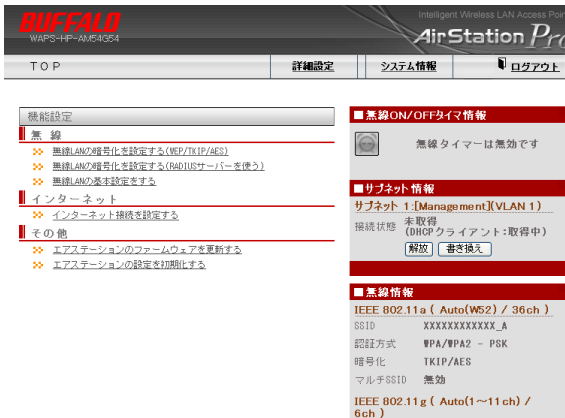 BUFFALO
WAPS-HP-AM54G54
Intelligent Wireless LAN Access Poi
AirStation Pro
TOP
詳細設定
システム情報
ログアウト
機能設定
無 線
無線LANの暗号化を設定する(WEP/TKIP/AES)
無線LANの暗号化を設定する(RADIUSサーバーを使う)
無線LANの基本設定をする
インターネット
インターネット接続を設定する
その他
エアステーションのファームウェアを更新する
エアステーションの設定を初期化する
■無線ON/OFFタイマ情報
無線タイマーは無効です
■サブネット情報
サブネット 1:[Management](VLAN 1)
接続状態 未取得
(DHCPクライアント:取得中)
解放 書き換え
■無線情報
IEEE 802.11a ( Auto(W52) / 36ch )
SSID XXXXXXXXXXXX_A
認証方式 WPA/WPA2 - PSK
暗号化 TKIP/AES
マルチSSID 無効
IEEE 802.11g ( Auto(1～11ch) /
6ch )